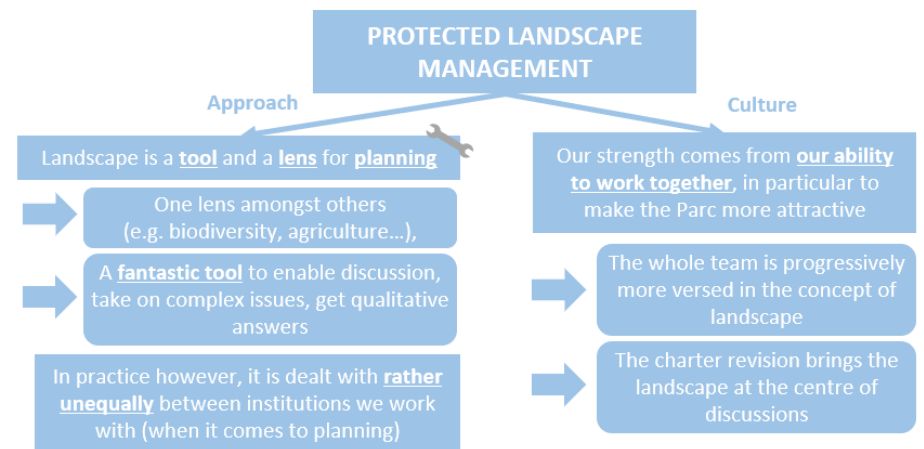 PROTECTED LANDSCAPE
MANAGEMENT
Approach
Culture
Landscape is a tool and a lens for planning
One lens amongst others
(e.g. biodiversity, agriculture…),
A fantastic tool to enable discussion,
take on complex issues, get qualitative
answers
In practice however, it is dealt with rather
unequally between institutions we work
with (when it comes to planning)
Our strength comes from our ability
to work together, in particular to
make the Parc more attractive
The whole team is progressively
more versed in the concept of
landscape
The charter revision brings the
landscape at the centre of
discussions